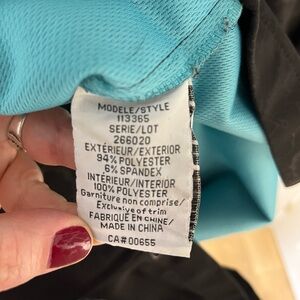 MODELE/STYLE
113365
SERIE/LOT
266020
EXTÉRIEUR/EXTERIOR
94% POLYESTER
6% SPANDEX
INTERIEUR/INTERIOR
100% POLYESTER
Garniture non comprise/
Exclusive of trim
FABRIQUÉ EN CHINE/
MADE IN CHINA
CA#00655